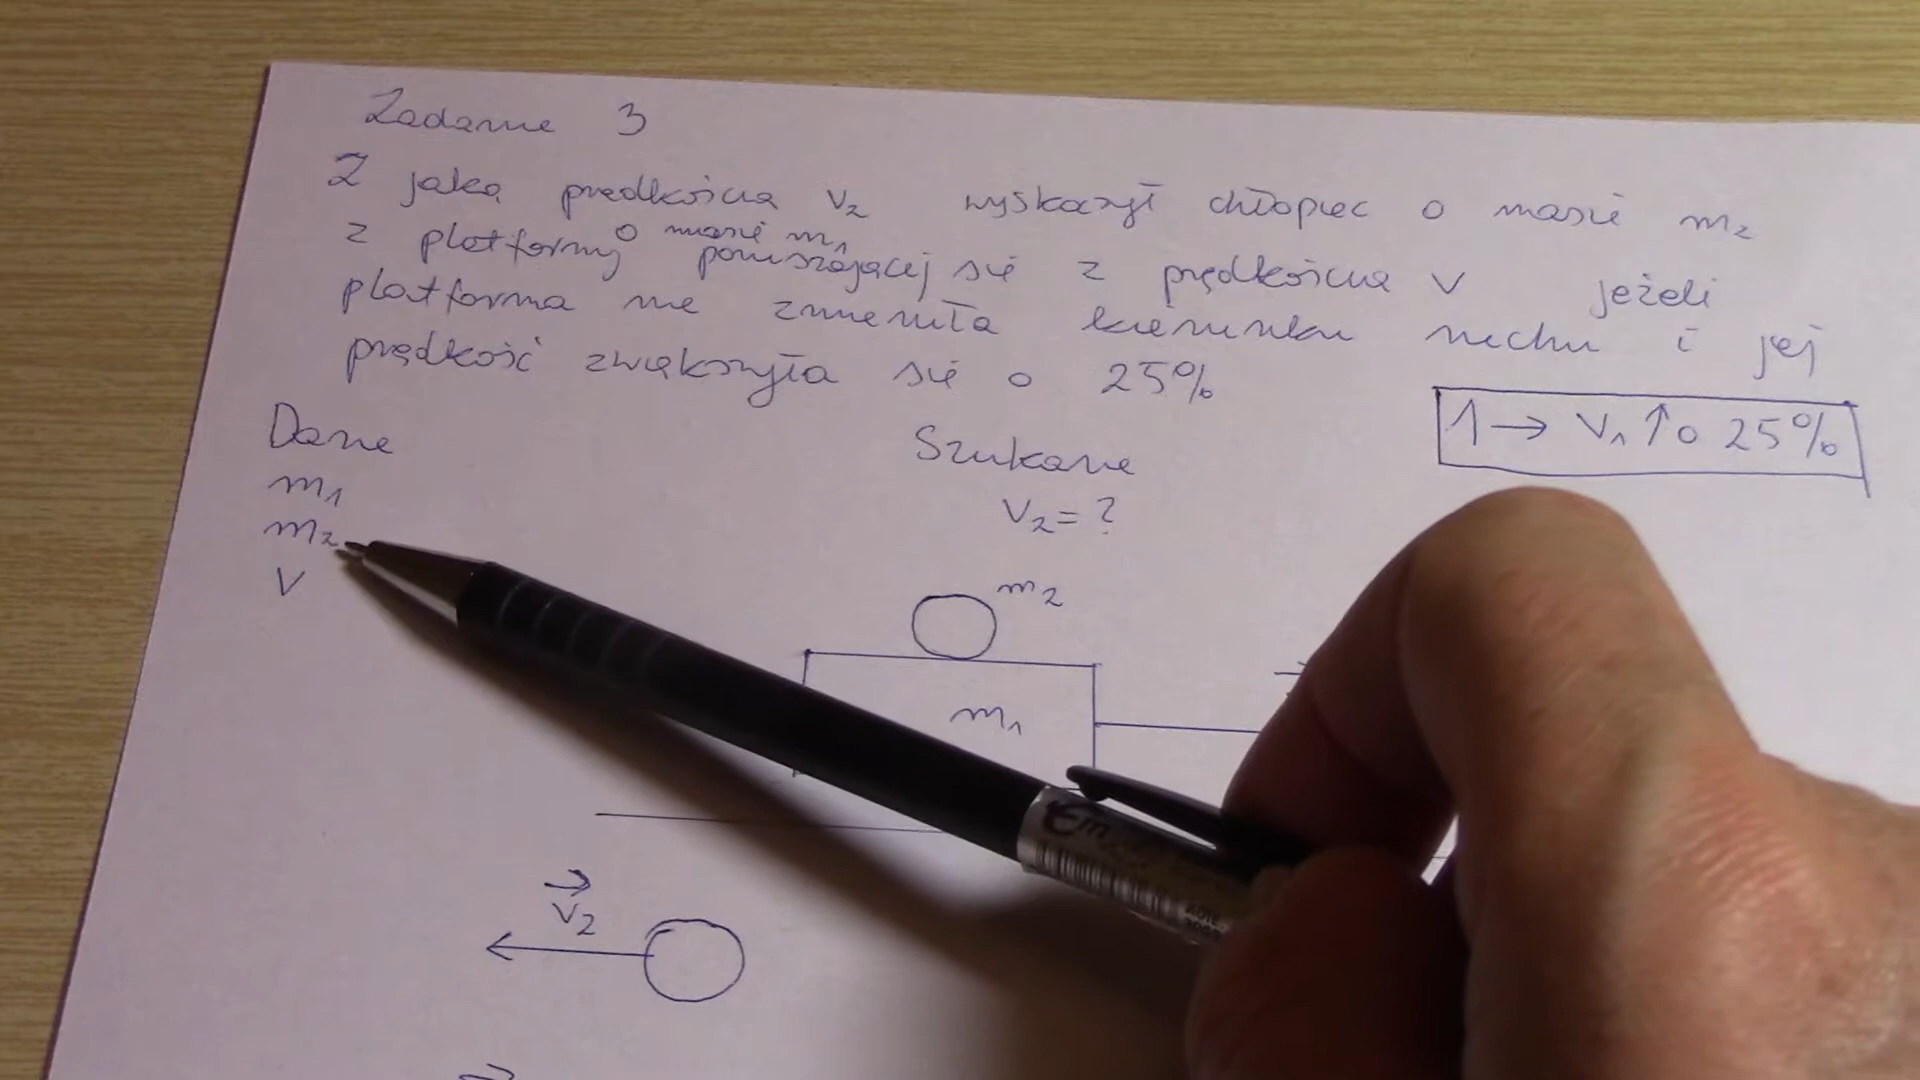 Zadanie 3
Z jaką prędkością v₂ wyskoczył chłopiec o masie m₂
z platformy o masie m₁ poruszającej się z prędkością v jeżeli
platforma nie zmieniła kierunku ruchu i jej
prędkość zwiększyła się o 25%
1 → v₁ ↑ o 25%
Dane
Szukane
m₁
v₂ = ?
m₂
v
m₂
m₁
v₂